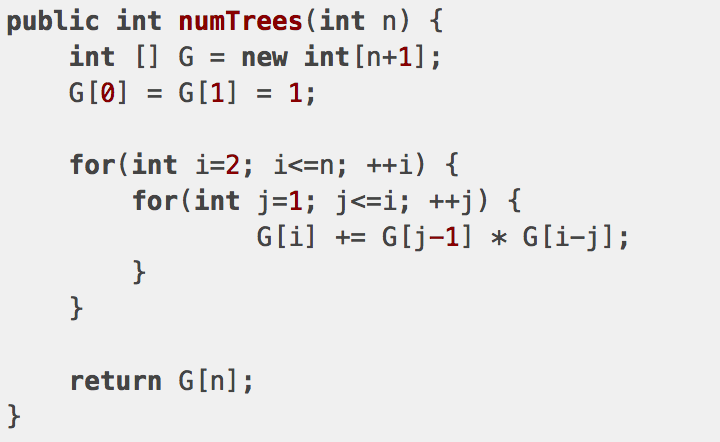 public int numTrees(int n) {
    int [] G = new int[n+1];
    G[0] = G[1] = 1;

    for(int i=2; i<=n; ++i) {
        for(int j=1; j<=i; ++j) {
                G[i] += G[j-1] * G[i-j];
        }
    }

    return G[n];
}